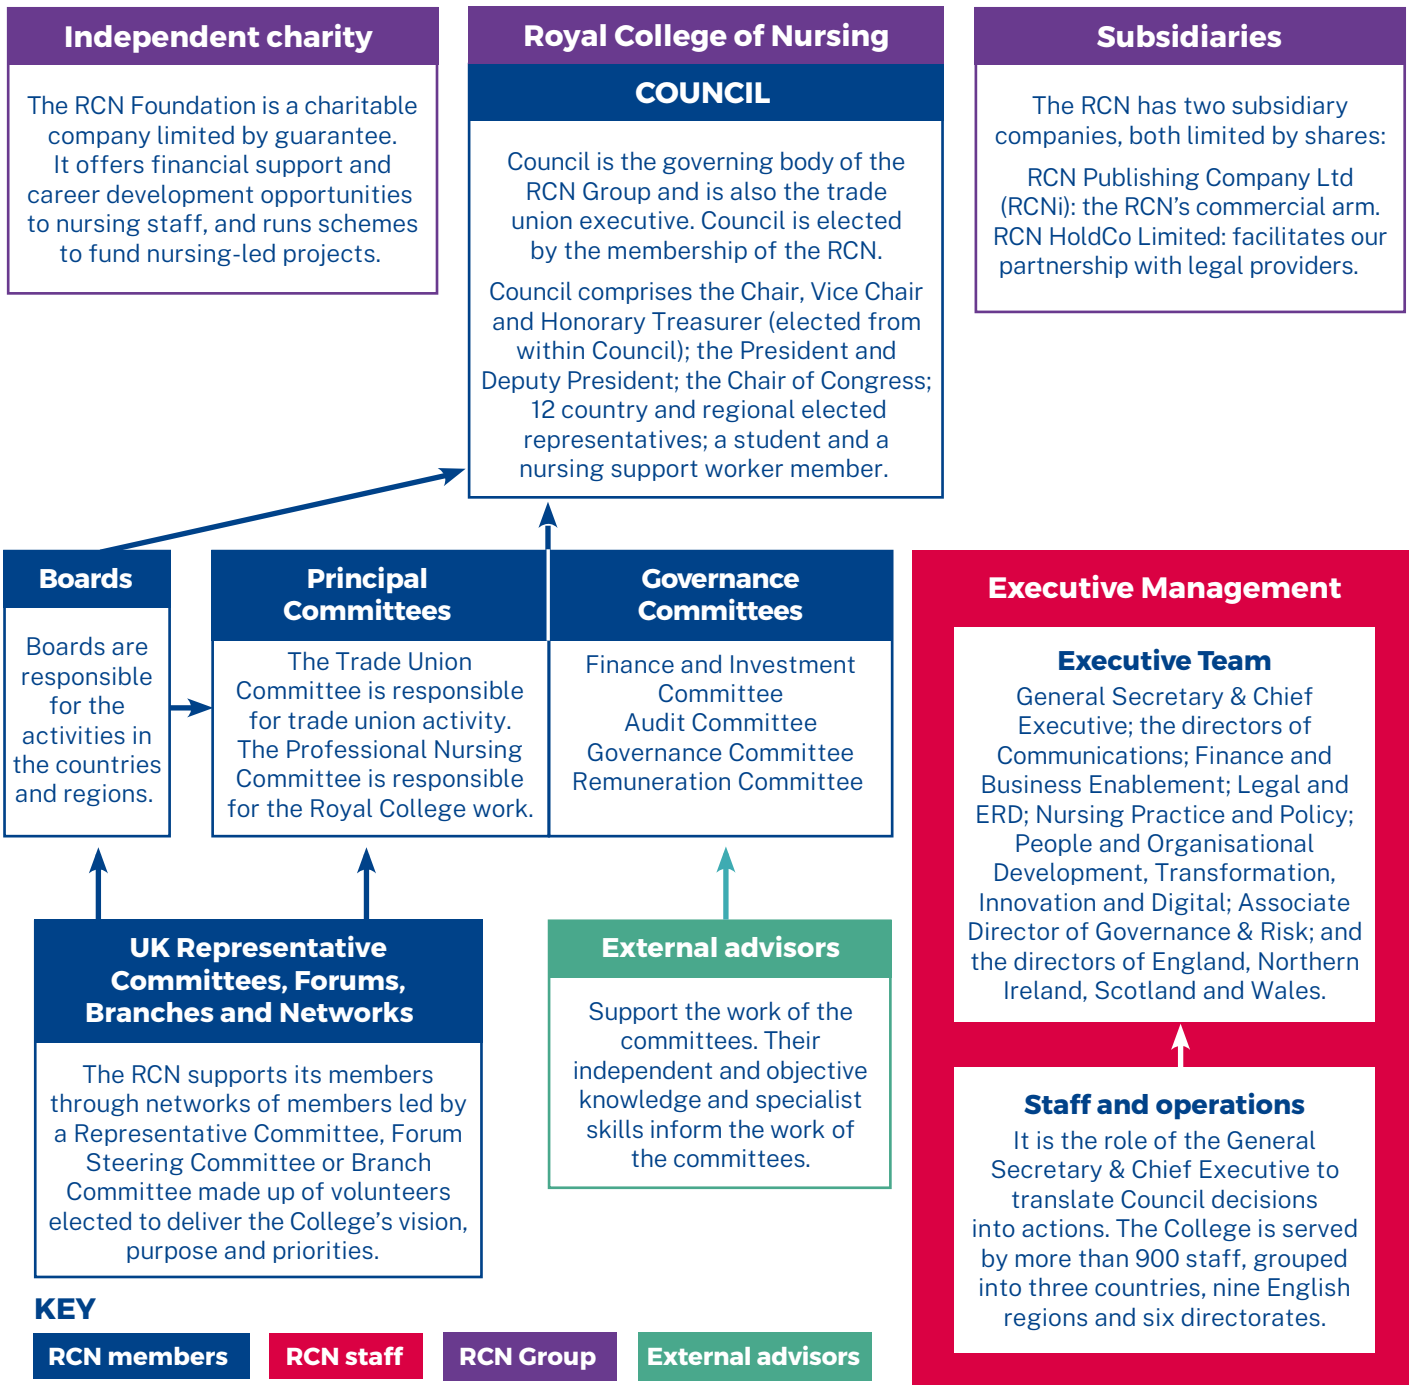 Independent charity
The RCN Foundation is a charitable
company limited by guarantee.
It offers financial support and
career development opportunities
to nursing staff, and runs schemes
to fund nursing-led projects.
Royal College of Nursing
COUNCIL
Council is the governing body of the
RCN Group and is also the trade
union executive. Council is elected
by the membership of the RCN.
Council comprises the Chair, Vice Chair
and Honorary Treasurer (elected from
within Council); the President and
Deputy President; the Chair of Congress;
12 country and regional elected
representatives; a student and a
nursing support worker member.
Subsidiaries
The RCN has two subsidiary
companies, both limited by shares:
RCN Publishing Company Ltd
(RCNi): the RCN’s commercial arm.
RCN HoldCo Limited: facilitates our
partnership with legal providers.
Boards
Boards are
responsible
for the
activities in
the countries
and regions.
Principal
Committees
The Trade Union
Committee is responsible
for trade union activity.
The Professional Nursing
Committee is responsible
for the Royal College work.
Governance
Committees
Finance and Investment
Committee
Audit Committee
Governance Committee
Remuneration Committee
Executive Management
Executive Team
General Secretary & Chief
Executive; the directors of
Communications; Finance and
Business Enablement; Legal and
ERD; Nursing Practice and Policy;
People and Organisational
Development, Transformation,
Innovation and Digital; Associate
Director of Governance & Risk; and
the directors of England, Northern
Ireland, Scotland and Wales.
Staff and operations
It is the role of the General
Secretary & Chief Executive to
translate Council decisions
into actions. The College is served
by more than 900 staff, grouped
into three countries, nine English
regions and six directorates.
UK Representative
Committees, Forums,
Branches and Networks
The RCN supports its members
through networks of members led by
a Representative Committee, Forum
Steering Committee or Branch
Committee made up of volunteers
elected to deliver the College’s vision,
purpose and priorities.
External advisors
Support the work of the
committees. Their
independent and objective
knowledge and specialist
skills inform the work of
the committees.
KEY
RCN members
RCN staff
RCN Group
External advisors